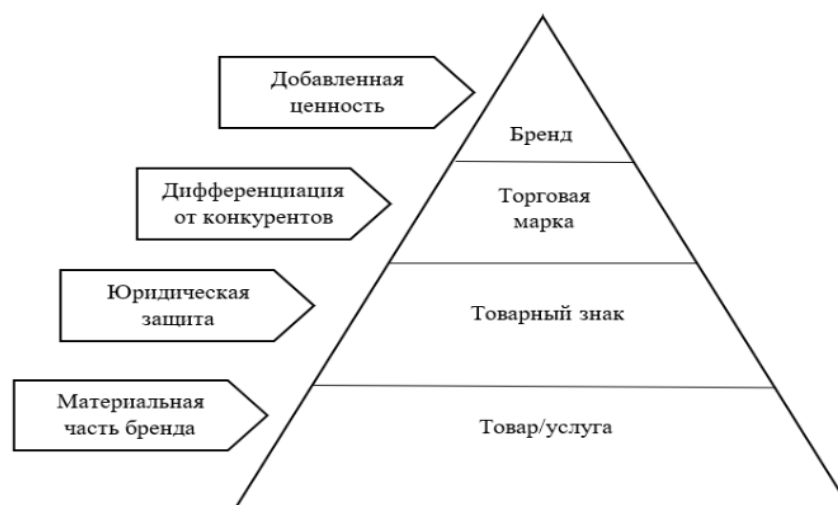 Добавленная
ценность
Бренд
Дифференциация
от конкурентов
Торговая
марка
Юридическая
защита
Товарный знак
Материальная
часть бренда
Товар/услуга